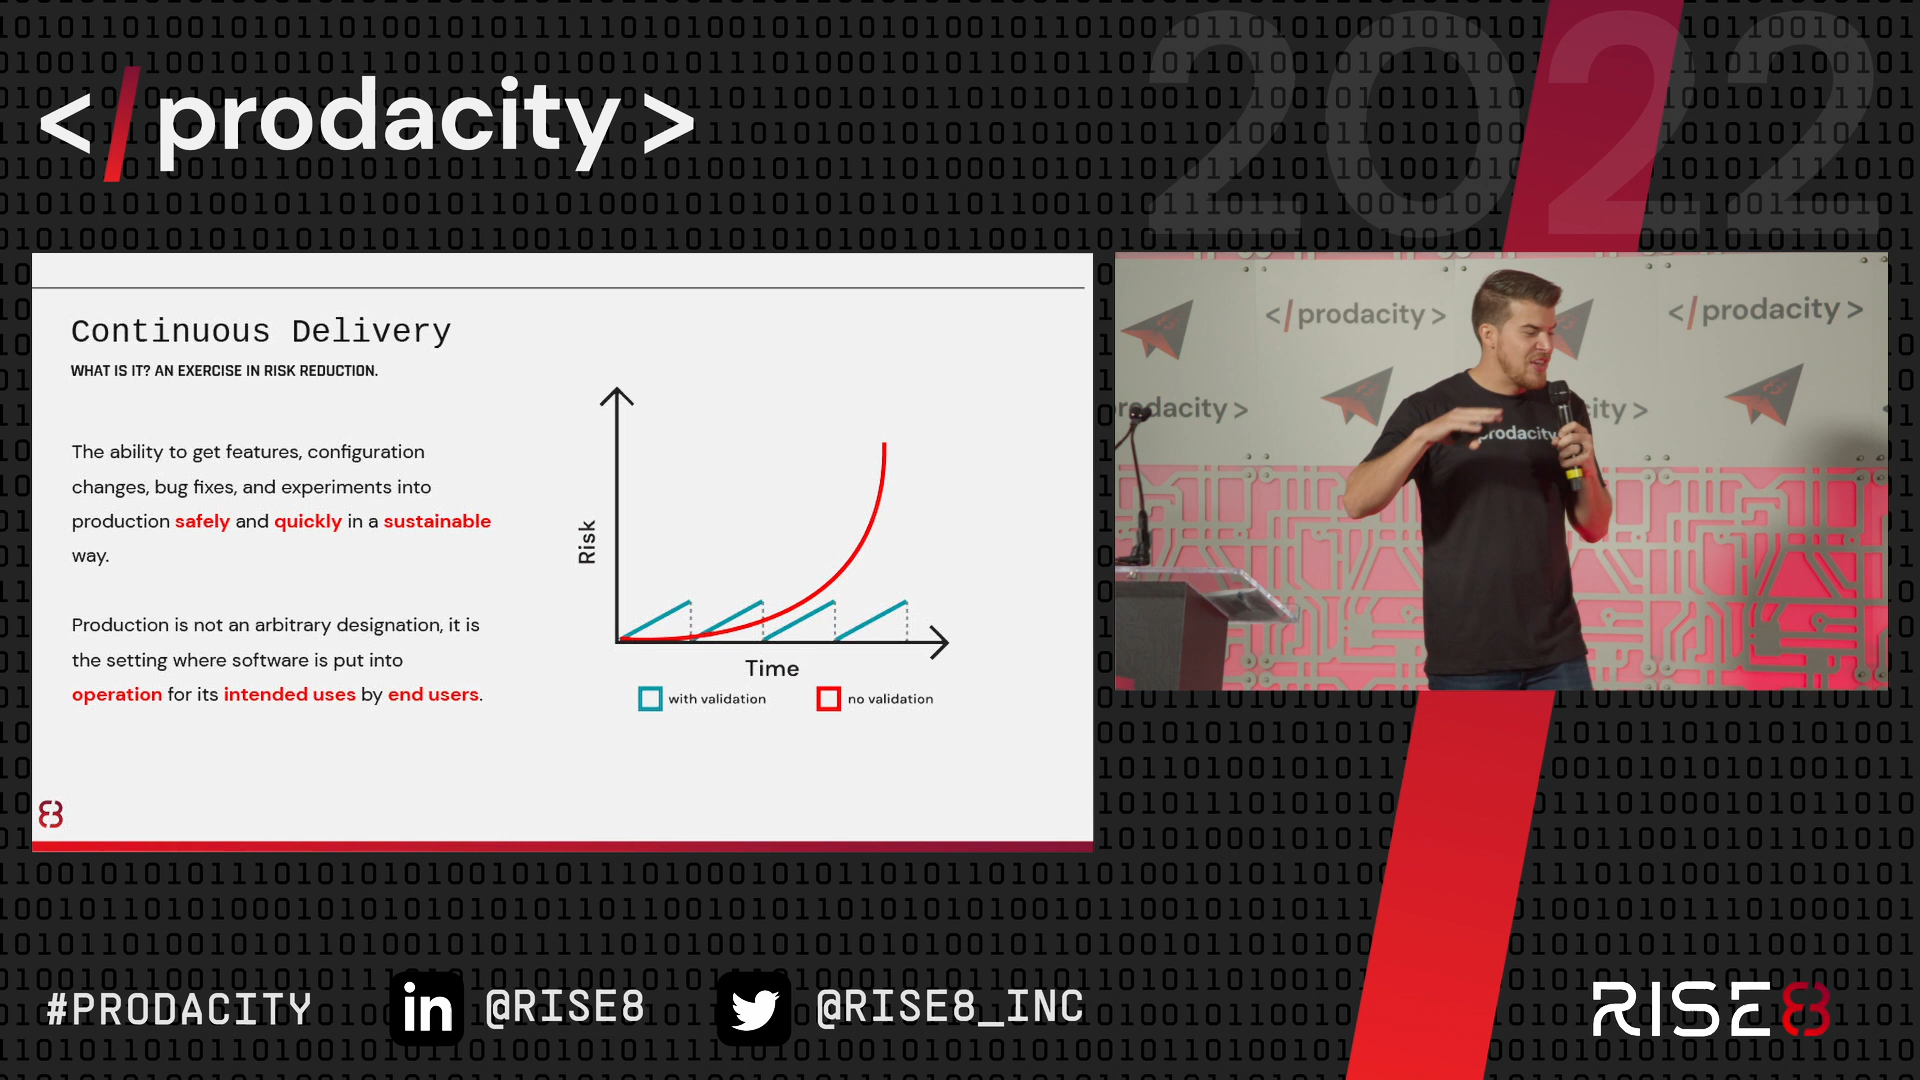 2022
</prodacity>
Continuous Delivery
WHAT IS IT? AN EXERCISE IN RISK REDUCTION.
The ability to get features, configuration
changes, bug fixes, and experiments into
production safely and quickly in a sustainable
way.
Production is not an arbitrary designation, it is
the setting where software is put into
operation for its intended uses by end users.
Risk
Time
with validation
no validation
8
</prodacity>
</prodacity>
prodacity>
city>
prodacity
#PRODACITY
in @RISE8
@RISE8_INC
RISE8